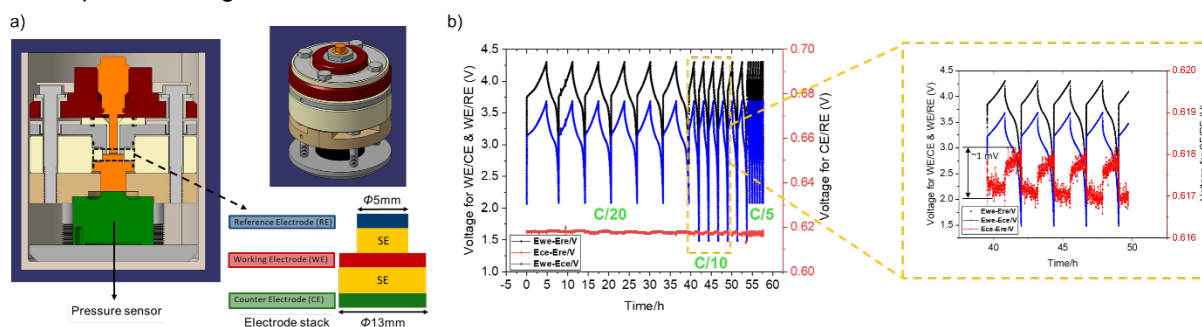 a)
Φ5mm
Reference Electrode (RE)
SE
Working Electrode (WE)
SE
Counter Electrode (CE)
Pressure sensor
Electrode stack
Φ13mm
b)
Voltage for WE/CE & WE/RE (V)
4.5
4.0
3.5
3.0
2.5
2.0
1.5
1.0
0.70
0.68
0.66
0.64
0.62
0.60
Voltage for CE/RE (V)
C/20
C/5
C/10
Ewe-Ere/V
Ece-Ere/V
Ewe-Ece/V
0 5 10 15 20 25 30 35 40 45 50 55 60
Time/h
Voltage for WE/CE & WE/RE (V)
4.5
4.0
3.5
3.0
2.5
2.0
1.5
0.620
0.619
0.618
0.617
0.616
~1 mV
Ewe-Ere/V
Ewe-Ece/V
Ece-Ere/V
40 45 50
Time/h